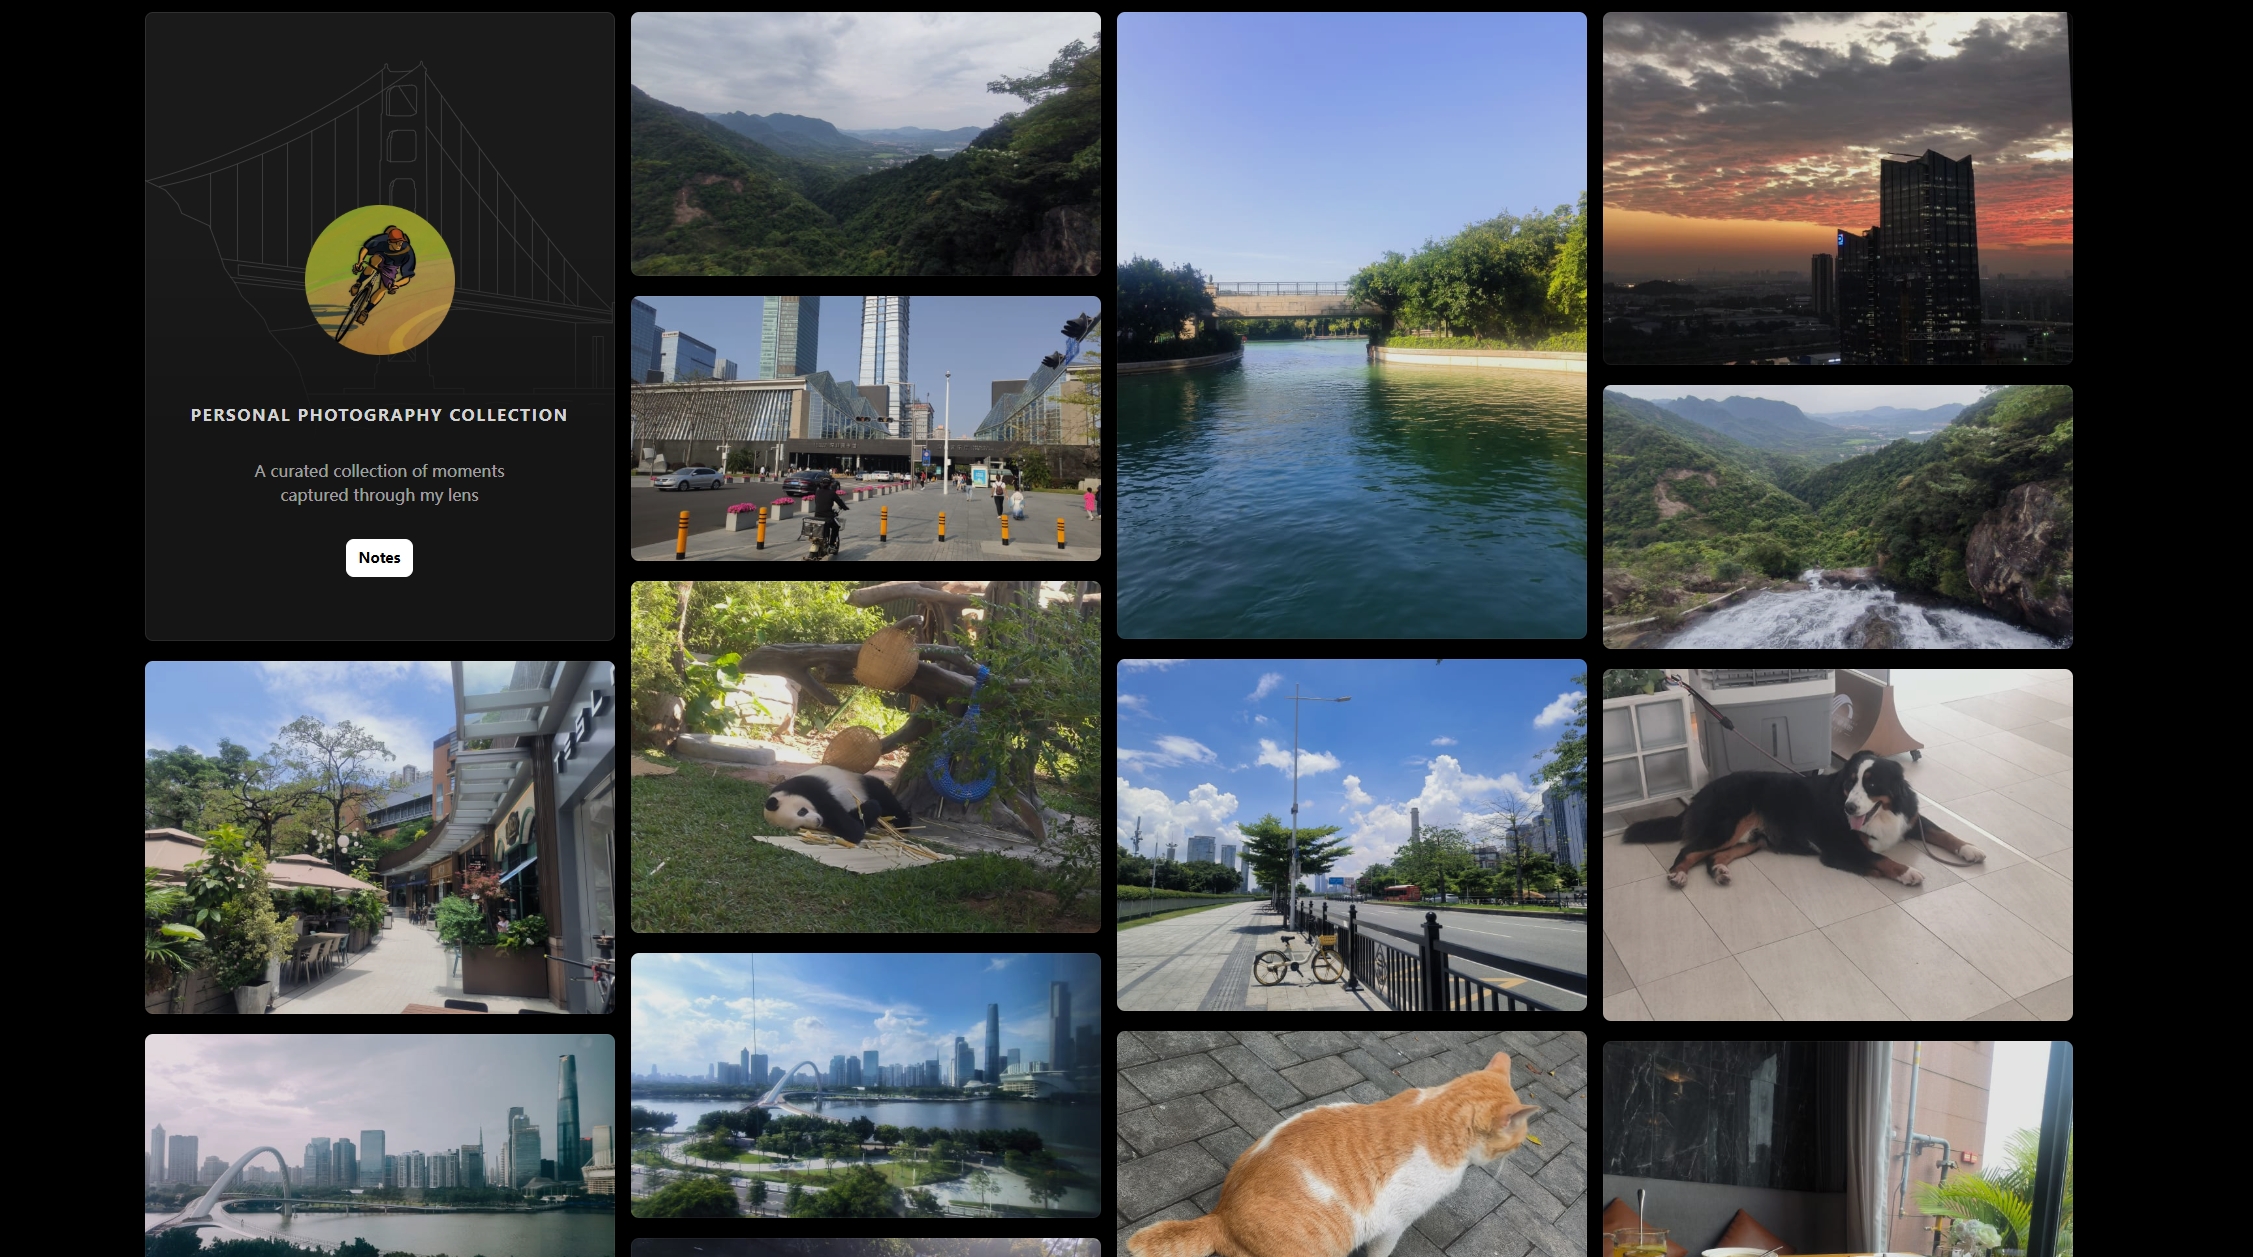 PERSONAL PHOTOGRAPHY COLLECTION
A curated collection of moments
captured through my lens
Notes